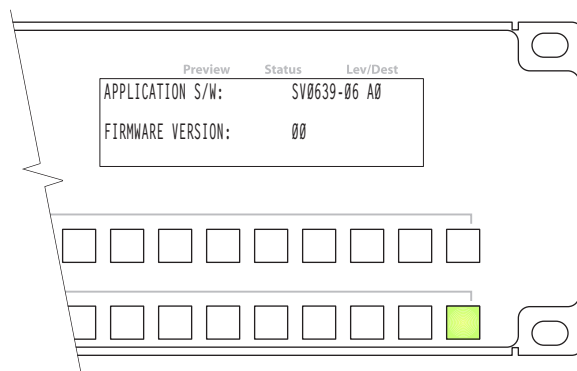 Preview Status Lev/Dest
APPLICATION S/W: SVØ639-Ø6 AØ
FIRMWARE VERSION: ØØ